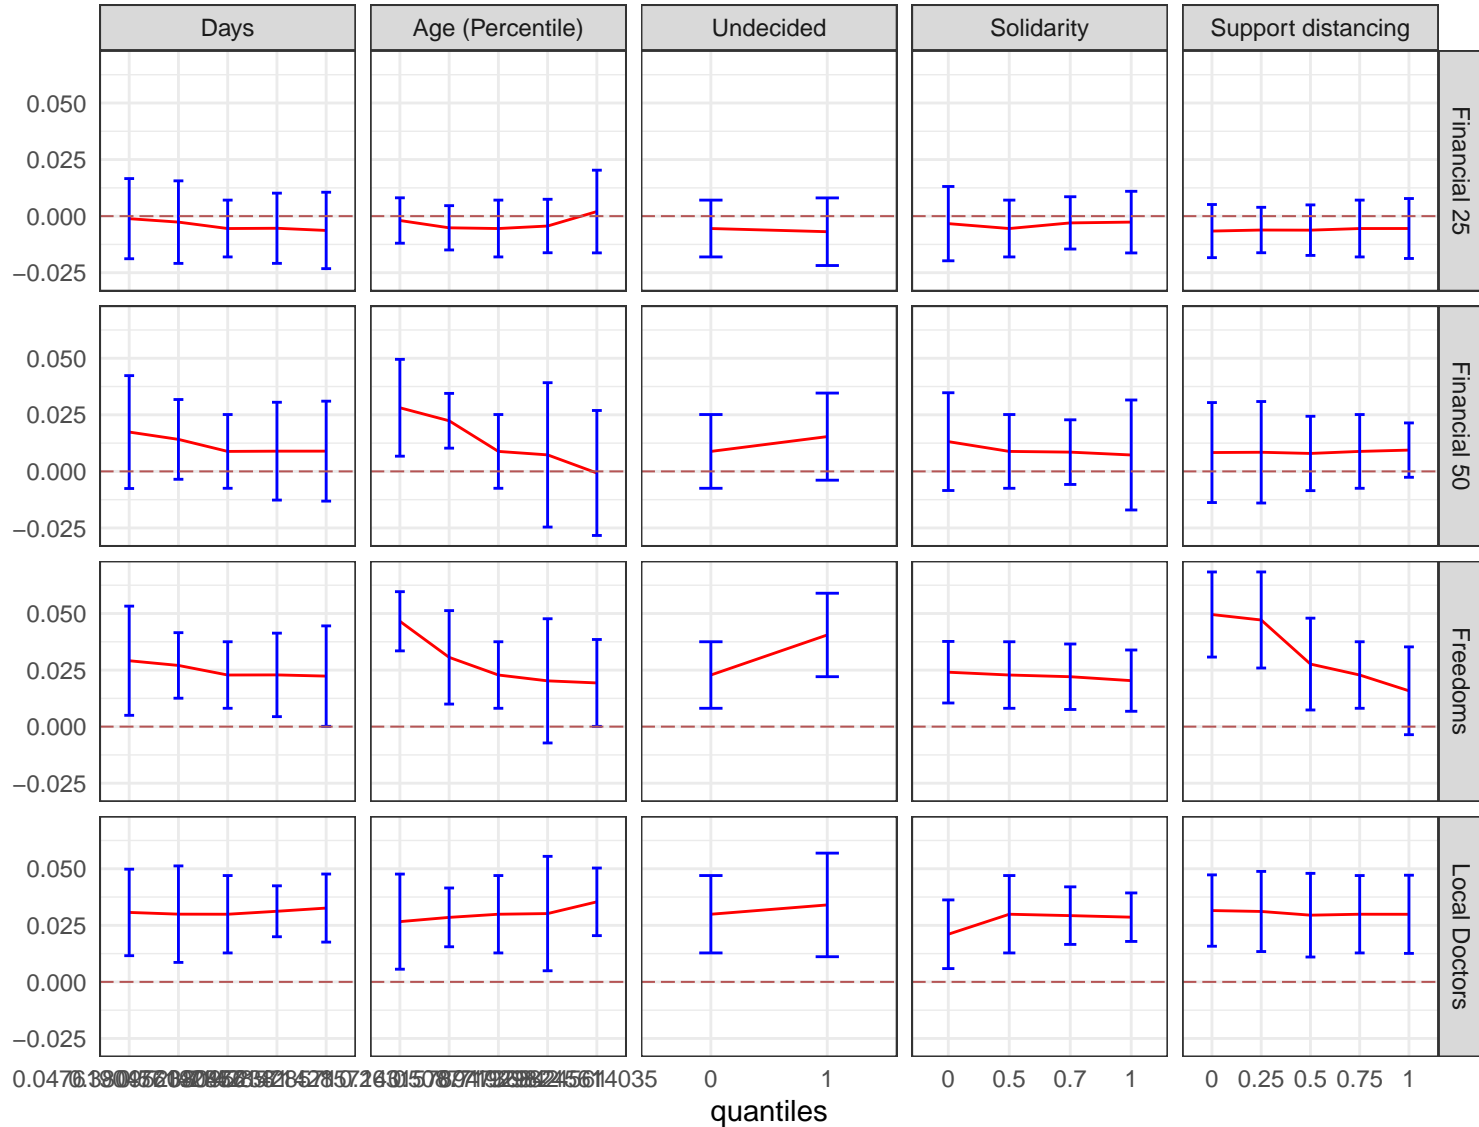 Days Age (Percentile) Undecided Solidarity Support distancing
0.050
0.025
0.000
−0.025
Financial 25
0.050
0.025
0.000
−0.025
Financial 50
0.050
0.025
0.000
−0.025
Freedoms
0.050
0.025
0.000
−0.025
Local Doctors
0 1 0 0.5 0.7 1 0 0.25 0.5 0.75 1
quantiles